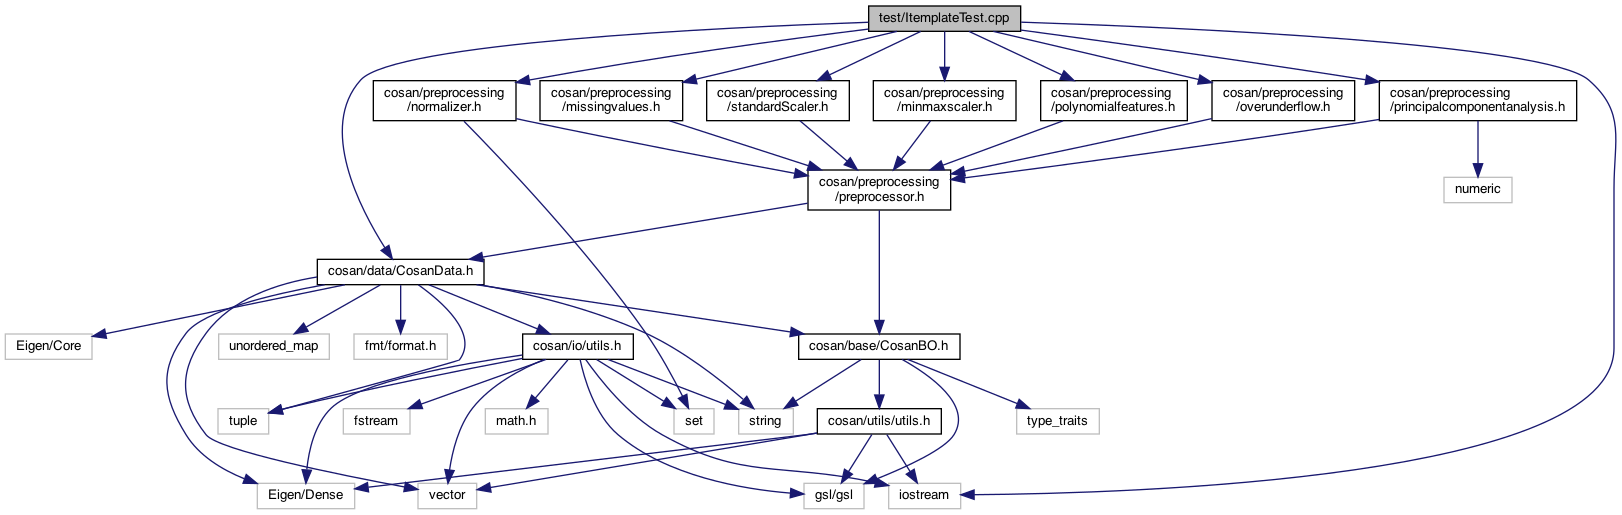 test/ItemplateTest.cpp
cosan/preprocessing
/normalizer.h
cosan/preprocessing
/missingvalues.h
cosan/preprocessing
/standardScaler.h
cosan/preprocessing
/minmaxscaler.h
cosan/preprocessing
/polynomialfeatures.h
cosan/preprocessing
/overunderflow.h
cosan/preprocessing
/principalcomponentanalysis.h
cosan/preprocessing
/preprocessor.h
numeric
cosan/data/CosanData.h
Eigen/Core
unordered_map
fmt/format.h
cosan/io/utils.h
cosan/base/CosanBO.h
tuple
fstream
math.h
set
string
cosan/utils/utils.h
type_traits
Eigen/Dense
vector
gsl/gsl
iostream